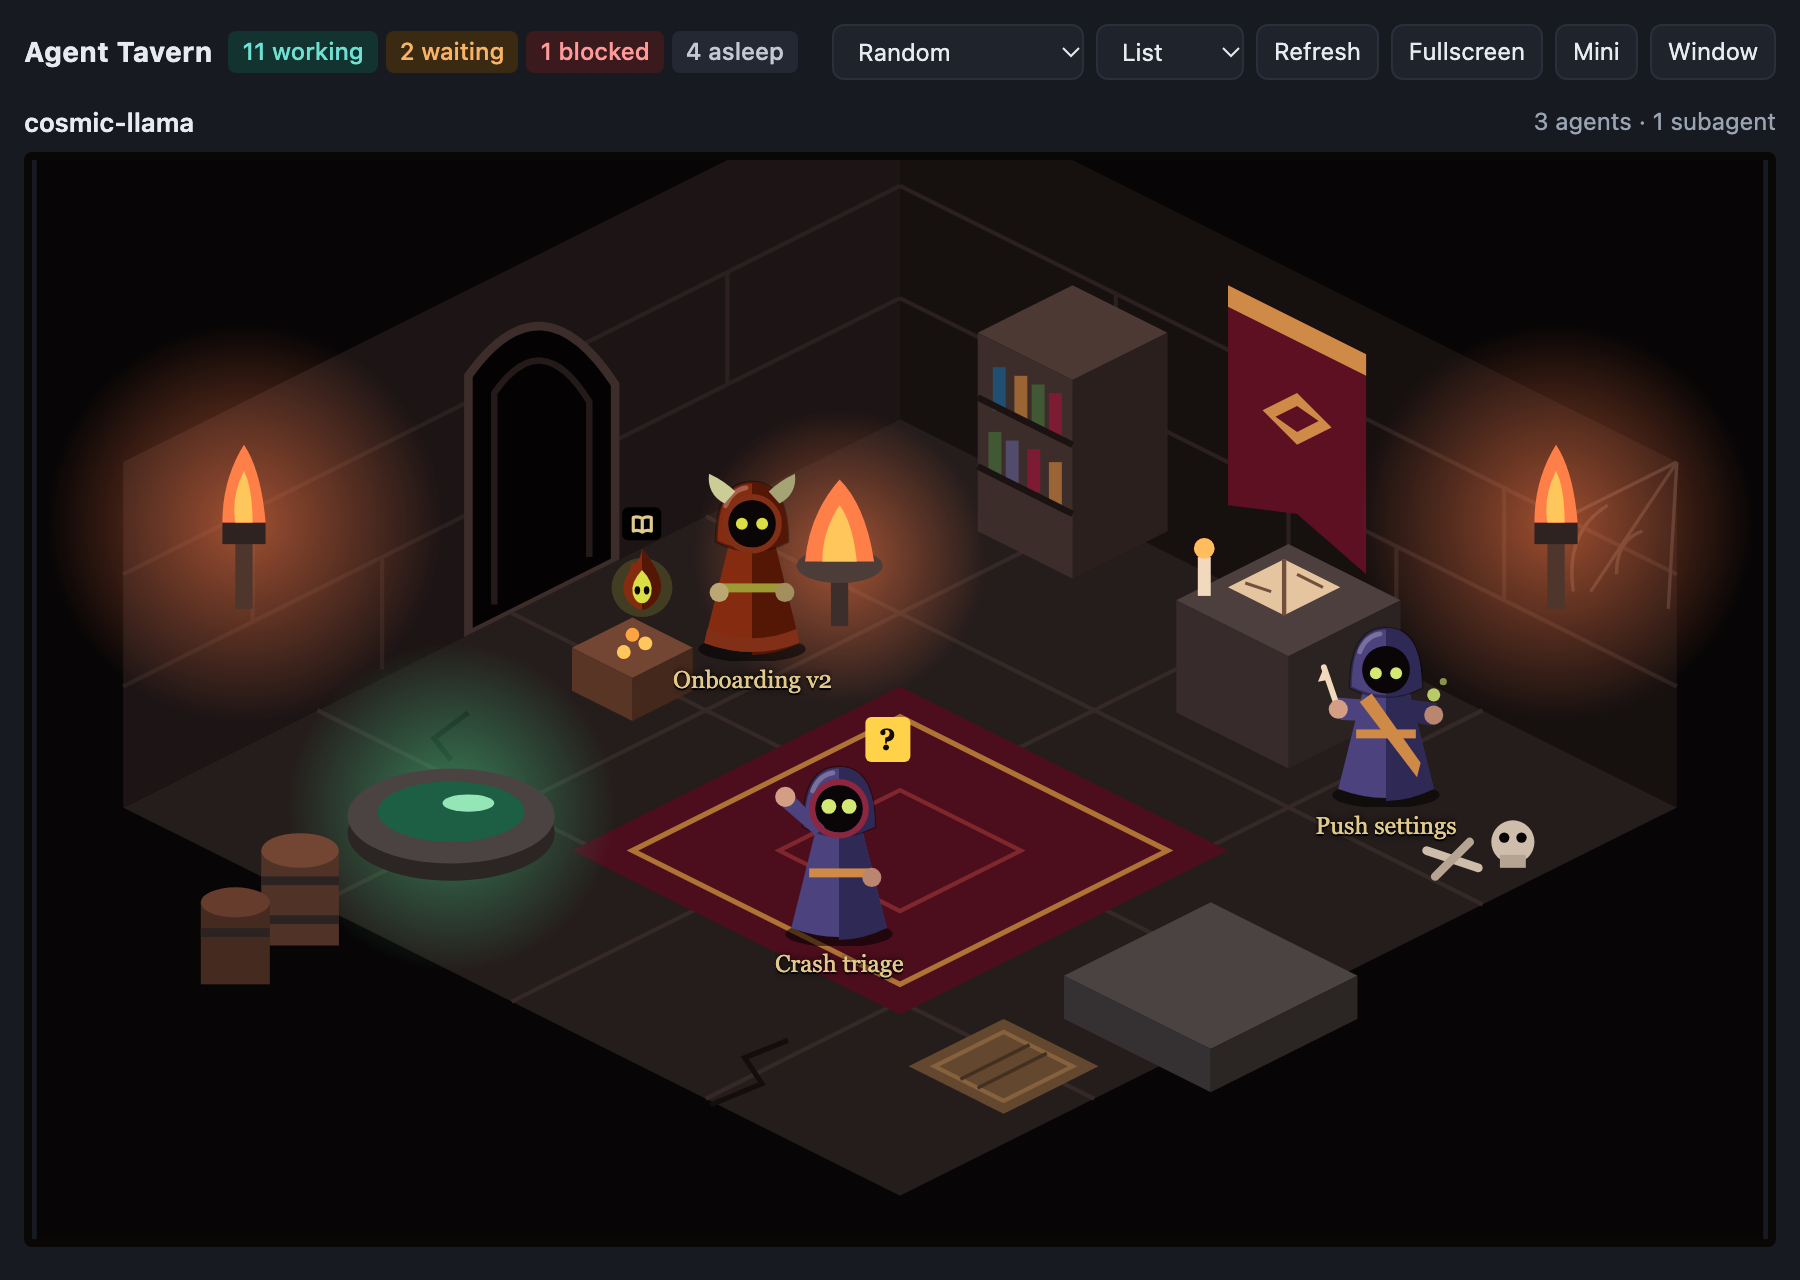 Agent Tavern
11 working
2 waiting
1 blocked
4 asleep
Random
List
Refresh
Fullscreen
Mini
Window
cosmic-llama
3 agents · 1 subagent
Onboarding v2
?
Push settings
Crash triage